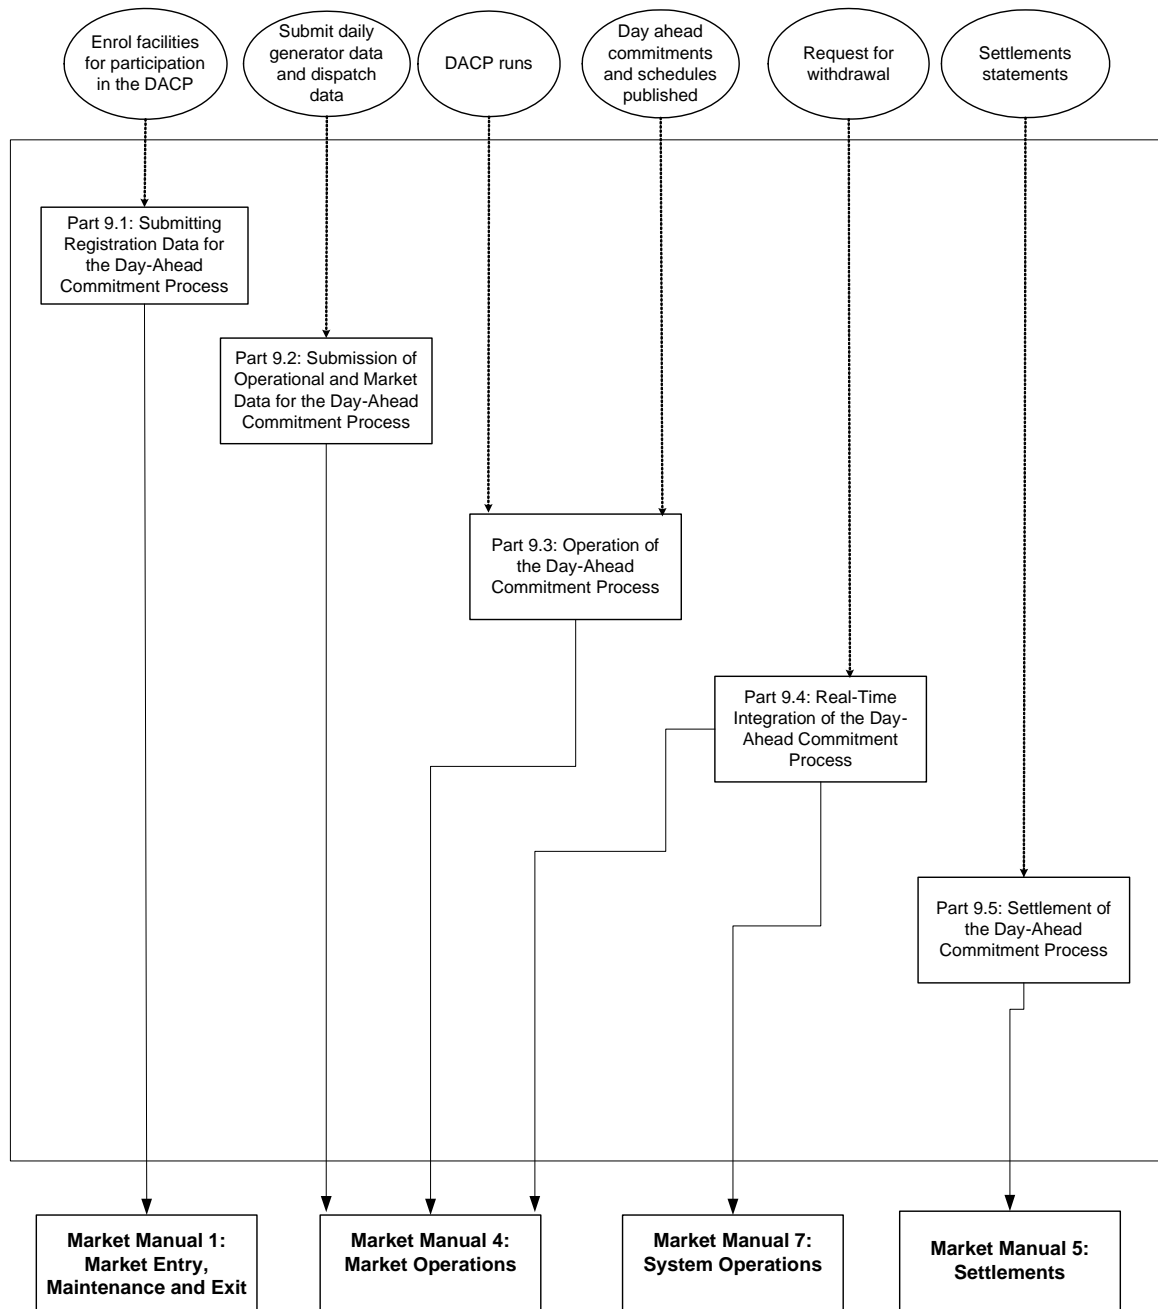 Enrol facilities
for participation
in the DACP
Submit daily
generator data
and dispatch
data
DACP runs
Day ahead
commitments
and schedules
published
Request for
withdrawal
Settlements
statements
Part 9.1: Submitting
Registration Data for
the Day-Ahead
Commitment Process
Part 9.2: Submission of
Operational and Market
Data for the Day-Ahead
Commitment Process
Part 9.3: Operation of
the Day-Ahead
Commitment Process
Part 9.4: Real-Time
Integration of the Day-
Ahead Commitment
Process
Part 9.5: Settlement of
the Day-Ahead
Commitment Process
Market Manual 1:
Market Entry,
Maintenance and Exit
Market Manual 4:
Market Operations
Market Manual 7:
System Operations
Market Manual 5:
Settlements